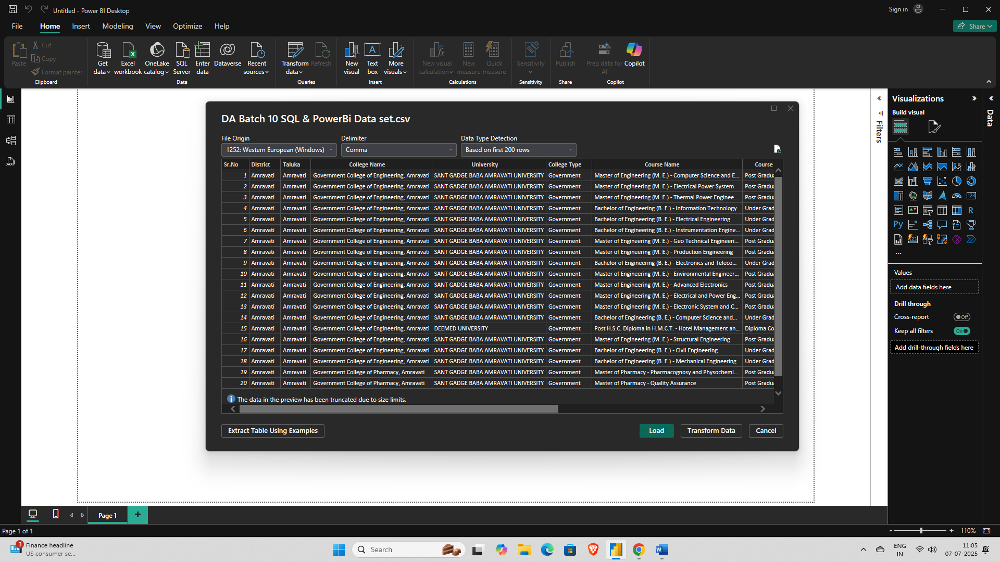 Untitled - Power BI Desktop
Sign in
File Home Insert Modeling View Optimize Help
Share
Paste
Cut
Copy
Format painter
Clipboard
Get data
Excel workbook
OneLake catalog
SQL Server
Enter data
Dataverse
Recent sources
Data
Transform data
Refresh
Queries
New visual
Text box
More visuals
Insert
New visual calculation
New measure
Quick measure
Calculations
Sensitivity
Sensitivity
Publish
Share
Prep data for AI
Copilot
Copilot
DA Batch 10 SQL & PowerBi Data set.csv
File Origin Delimiter Data Type Detection
1252: Western European (Windows) Comma Based on first 200 rows
Sr.No District Taluka College Name University College Type Course Name Course
1 Amravati Amravati Government College of Engineering, Amravati SANT GADGE BABA AMRAVATI UNIVERSITY Government Master of Engineering (M. E.) - Computer Science and E... Post Gradu
2 Amravati Amravati Government College of Engineering, Amravati SANT GADGE BABA AMRAVATI UNIVERSITY Government Master of Engineering (M. E.) - Electrical Power System Post Gradu
3 Amravati Amravati Government College of Engineering, Amravati SANT GADGE BABA AMRAVATI UNIVERSITY Government Master of Engineering (M. E.) - Thermal Power Enginee... Post Gradu
4 Amravati Amravati Government College of Engineering, Amravati SANT GADGE BABA AMRAVATI UNIVERSITY Government Bachelor of Engineering (B. E.) - Information Technology Under Grad
5 Amravati Amravati Government College of Engineering, Amravati SANT GADGE BABA AMRAVATI UNIVERSITY Government Bachelor of Engineering (B. E.) - Electrical Engineering Under Grad
6 Amravati Amravati Government College of Engineering, Amravati SANT GADGE BABA AMRAVATI UNIVERSITY Government Bachelor of Engineering (B. E.) - Instrumentation Engine... Under Grad
7 Amravati Amravati Government College of Engineering, Amravati SANT GADGE BABA AMRAVATI UNIVERSITY Government Master of Engineering (M. E.) - Geo Technical Engineeri... Post Gradu
8 Amravati Amravati Government College of Engineering, Amravati SANT GADGE BABA AMRAVATI UNIVERSITY Government Master of Engineering (M. E.) - Production Engineering Post Gradu
9 Amravati Amravati Government College of Engineering, Amravati SANT GADGE BABA AMRAVATI UNIVERSITY Government Bachelor of Engineering (B. E.) - Electronics and Teleco... Under Grad
10 Amravati Amravati Government College of Engineering, Amravati SANT GADGE BABA AMRAVATI UNIVERSITY Government Master of Engineering (M. E.) - Environmental Engineer... Post Gradu
11 Amravati Amravati Government College of Engineering, Amravati SANT GADGE BABA AMRAVATI UNIVERSITY Government Master of Engineering (M. E.) - Advanced Electronics Post Gradu
12 Amravati Amravati Government College of Engineering, Amravati SANT GADGE BABA AMRAVATI UNIVERSITY Government Master of Engineering (M. E.) - Electrical and Power Eng... Post Gradu
13 Amravati Amravati Government College of Engineering, Amravati SANT GADGE BABA AMRAVATI UNIVERSITY Government Master of Engineering (M. E.) - Electronic System and C... Post Gradu
14 Amravati Amravati Government College of Engineering, Amravati SANT GADGE BABA AMRAVATI UNIVERSITY Government Bachelor of Engineering (B. E.) - Computer Science and... Under Grad
15 Amravati Amravati Government College of Engineering, Amravati DEEMED UNIVERSITY Government Post H.S.C. Diploma in H.M.C.T. - Hotel Management an... Diploma Co
16 Amravati Amravati Government College of Engineering, Amravati SANT GADGE BABA AMRAVATI UNIVERSITY Government Master of Engineering (M. E.) - Structural Engineering Post Gradu
17 Amravati Amravati Government College of Engineering, Amravati SANT GADGE BABA AMRAVATI UNIVERSITY Government Bachelor of Engineering (B. E.) - Civil Engineering Under Grad
18 Amravati Amravati Government College of Engineering, Amravati SANT GADGE BABA AMRAVATI UNIVERSITY Government Bachelor of Engineering (B. E.) - Mechanical Engineering Under Grad
19 Amravati Amravati Government College of Pharmacy, Amravati SANT GADGE BABA AMRAVATI UNIVERSITY Government Master of Pharmacy - Pharmacognosy and Physochemi... Post Gradu
20 Amravati Amravati Government College of Pharmacy, Amravati SANT GADGE BABA AMRAVATI UNIVERSITY Government Master of Pharmacy - Quality Assurance Post Gradu
The data in the preview has been truncated due to size limits.
Extract Table Using Examples Load Transform Data Cancel
Filters
Visualizations
Build visual
123
R
Py
123
...
Values
Add data fields here
Drill through
Cross-report Off
Keep all filters On
Add drill-through fields here
Data
Page 1
Page 1 of 1
- + 110%
3
Finance headline
US consumer se...
Search
ENG
IN
11:05
07-07-2025